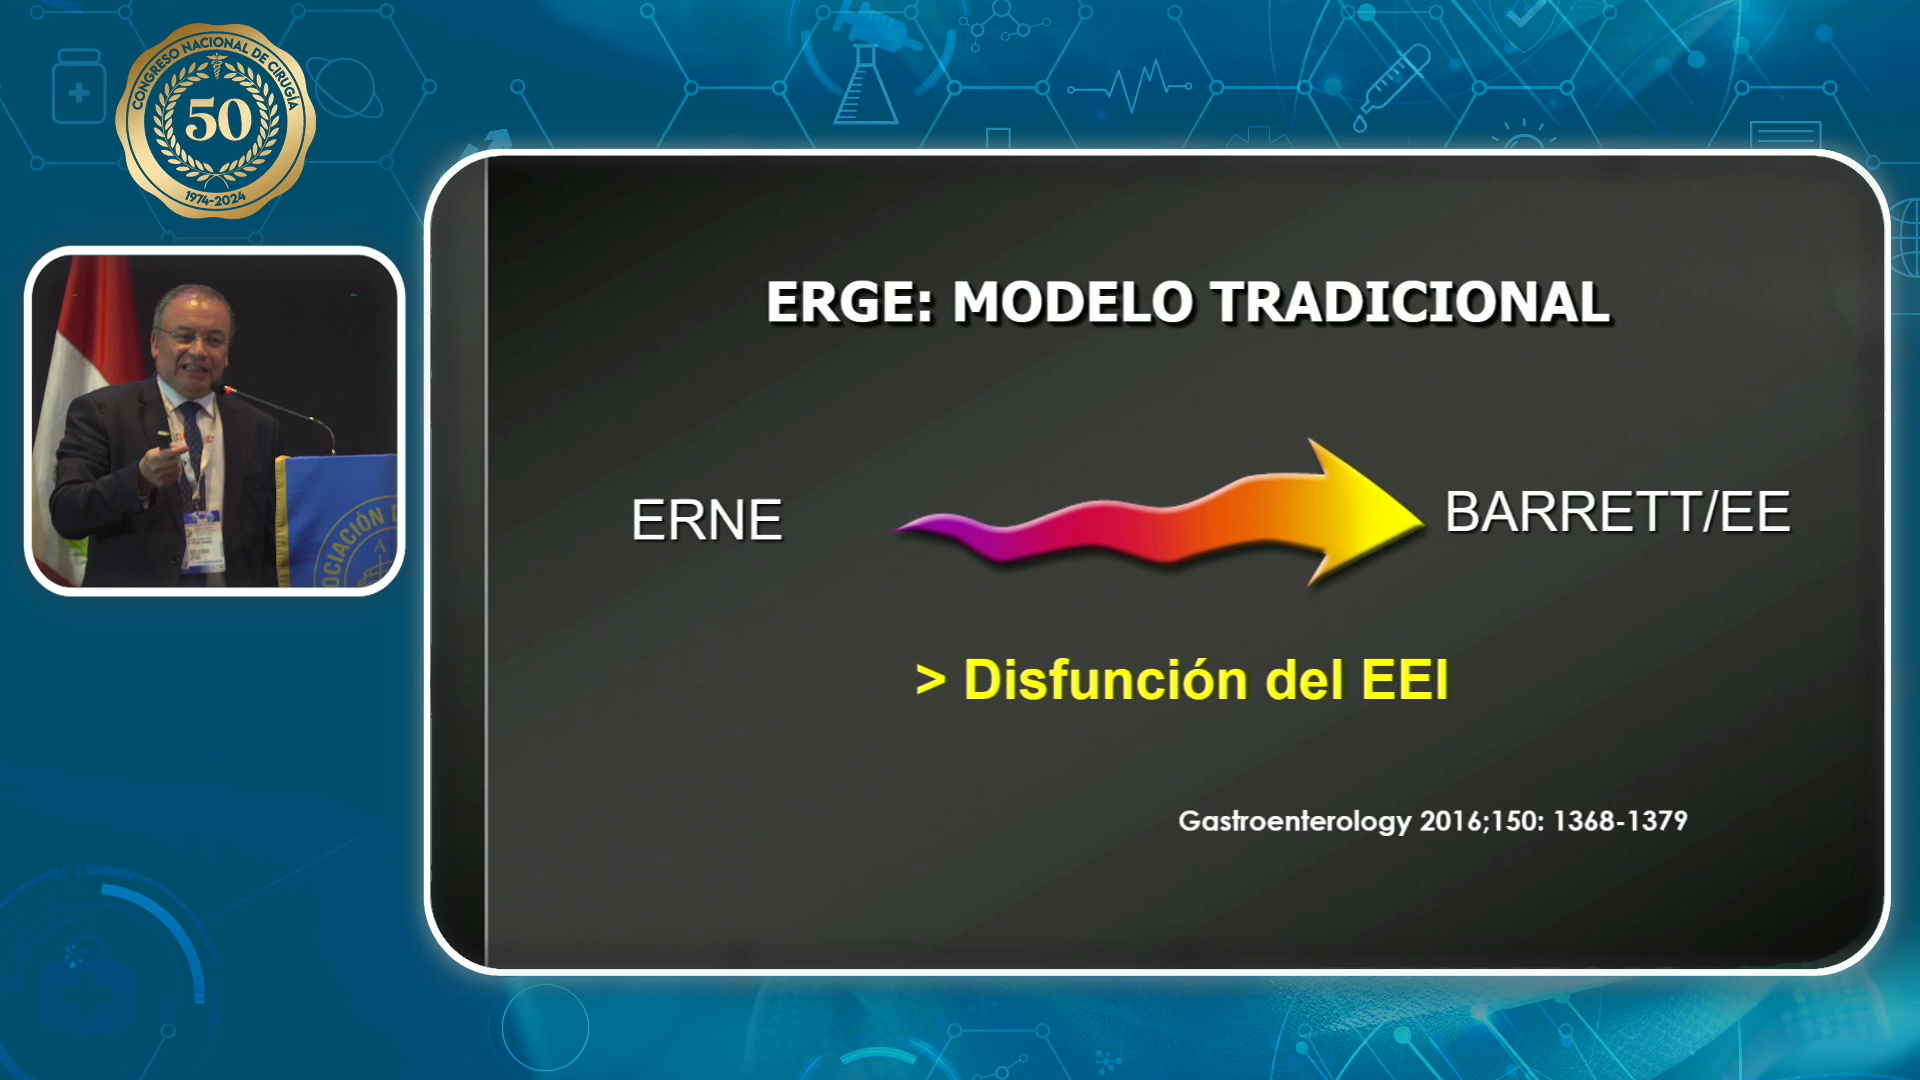 CONGRESO NACIONAL DE CIRUGÍA
50
1974-2024
ERGE: MODELO TRADICIONAL
ERNE
BARRETT/EE
> Disfunción del EEI
Gastroenterology 2016;150: 1368-1379